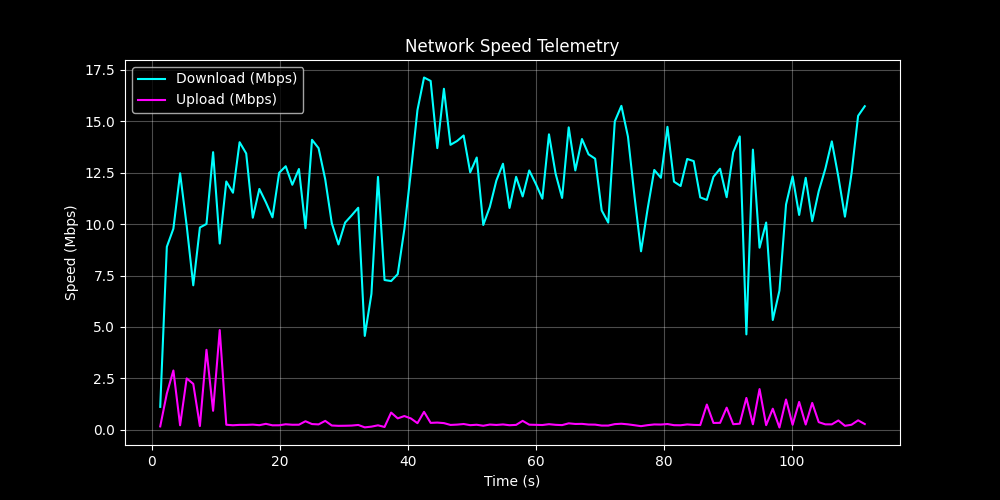 Network Speed Telemetry
Download (Mbps)
Upload (Mbps)
Speed (Mbps)
17.5
15.0
12.5
10.0
7.5
5.0
2.5
0.0
0 20 40 60 80 100
Time (s)